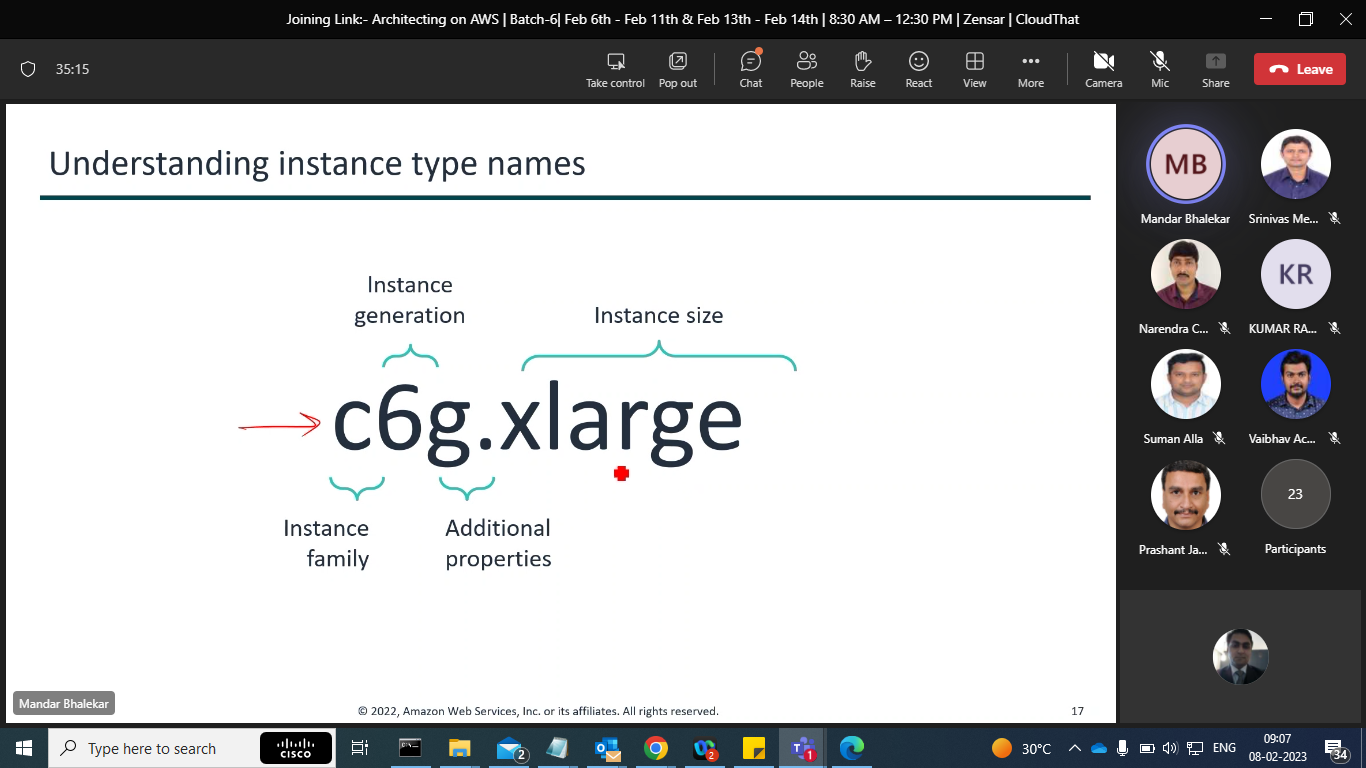 Joining Link:- Architecting on AWS | Batch-6| Feb 6th - Feb 11th & Feb 13th - Feb 14th | 8:30 AM – 12:30 PM | Zensar | CloudThat
35:15
Take control
Pop out
Chat
People
Raise
React
View
More
Camera
Mic
Share
Leave
Understanding instance type names
Instance
generation
Instance size
c6g.xlarge
Instance
family
Additional
properties
Mandar Bhalekar
© 2022, Amazon Web Services, Inc. or its affiliates. All rights reserved.
17
MB
Mandar Bhalekar
Srinivas Me...
Narendra C...
KR
KUMAR RA...
Suman Alla
Vaibhav Ac...
Prashant Ja...
23
Participants
Type here to search
CISCO
2
2
1
30°C
ENG
09:07
08-02-2023
34